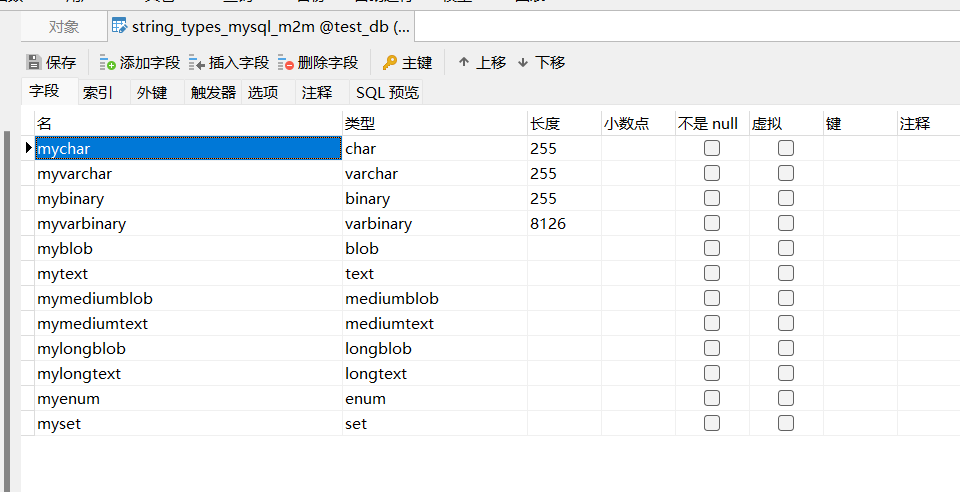 对象 string_types_mysql_m2m @test_db (...
保存 添加字段 插入字段 删除字段 主键 上移 下移
字段 索引 外键 触发器 选项 注释 SQL 预览
名 类型 长度 小数点 不是 null 虚拟 键 注释
mychar char 255
myvarchar varchar 255
mybinary binary 255
myvarbinary varbinary 8126
myblob blob
mytext text
mymediumblob mediumblob
mymediumtext mediumtext
mylongblob longblob
mylongtext longtext
myenum enum
myset set